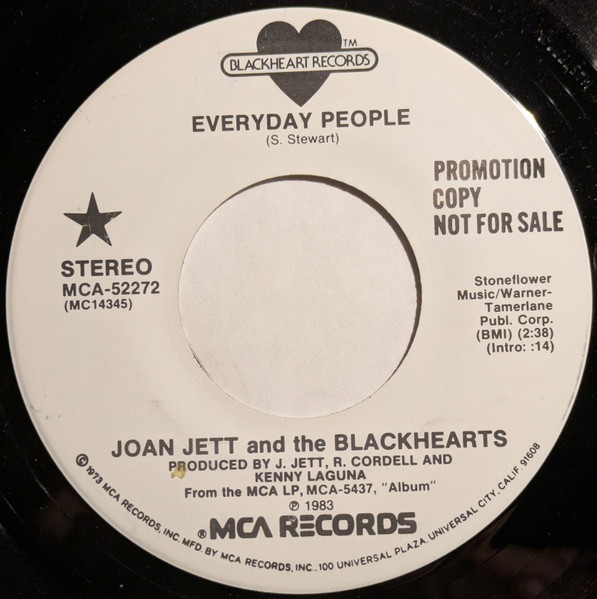 BLACKHEART RECORDS TM
EVERYDAY PEOPLE
(S. Stewart)
PROMOTION
COPY
NOT FOR SALE
STEREO
MCA-52272
(MC14345)
Stoneflower
Music/Warner-
Tamerlane
Publ. Corp.
(BMI) (2:38)
(Intro: :14)
JOAN JETT and the BLACKHEARTS
PRODUCED BY J. JETT, R. CORDELL AND
KENNY LAGUNA
From the MCA LP, MCA-5437, "Album"
℗ 1983
®MCA RECORDS
©1973 MCA RECORDS, INC. MFD. BY MCA RECORDS, INC., 100 UNIVERSAL PLAZA, UNIVERSAL CITY, CALIF. 91608